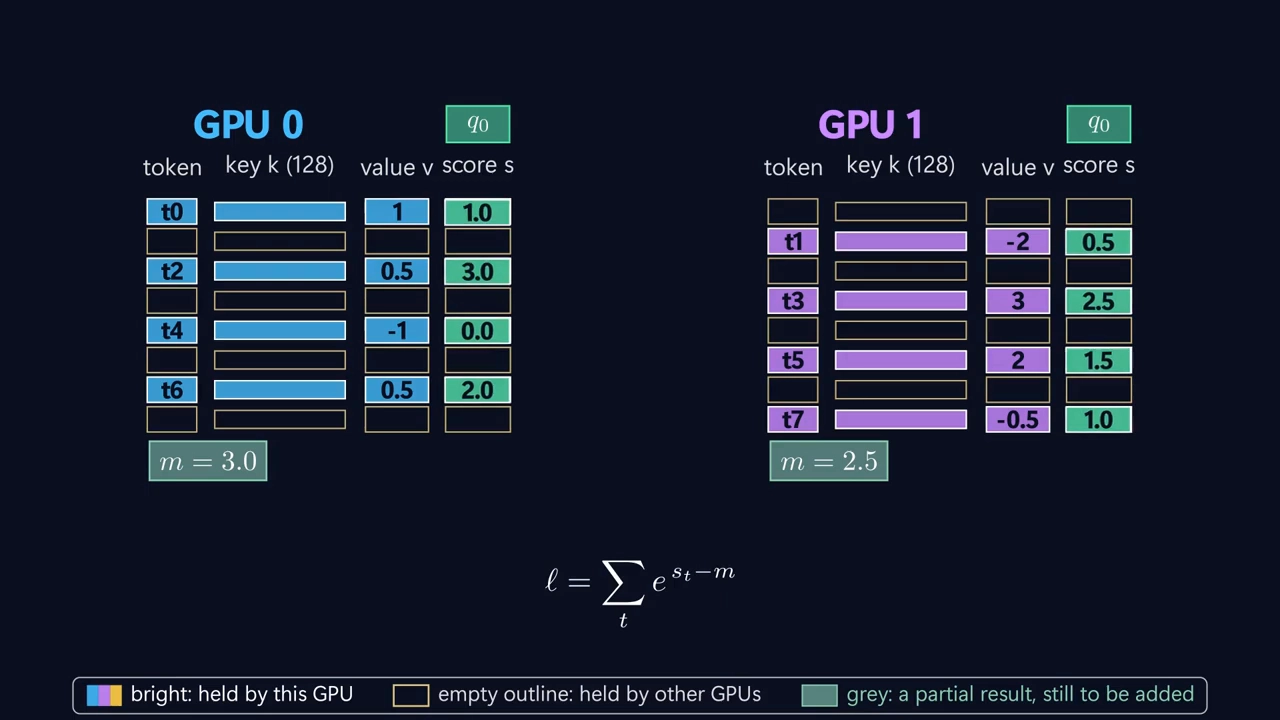 GPU 0 q0 GPU 1 q0
token key k (128) value v score s token key k (128) value v score s
t0 1 1.0
t1 -2 0.5
t2 0.5 3.0
t3 3 2.5
t4 -1 0.0
t5 2 1.5
t6 0.5 2.0
t7 -0.5 1.0
m = 3.0 m = 2.5
ℓ = ∑_t e^{s_t−m}
bright: held by this GPU empty outline: held by other GPUs grey: a partial result, still to be added